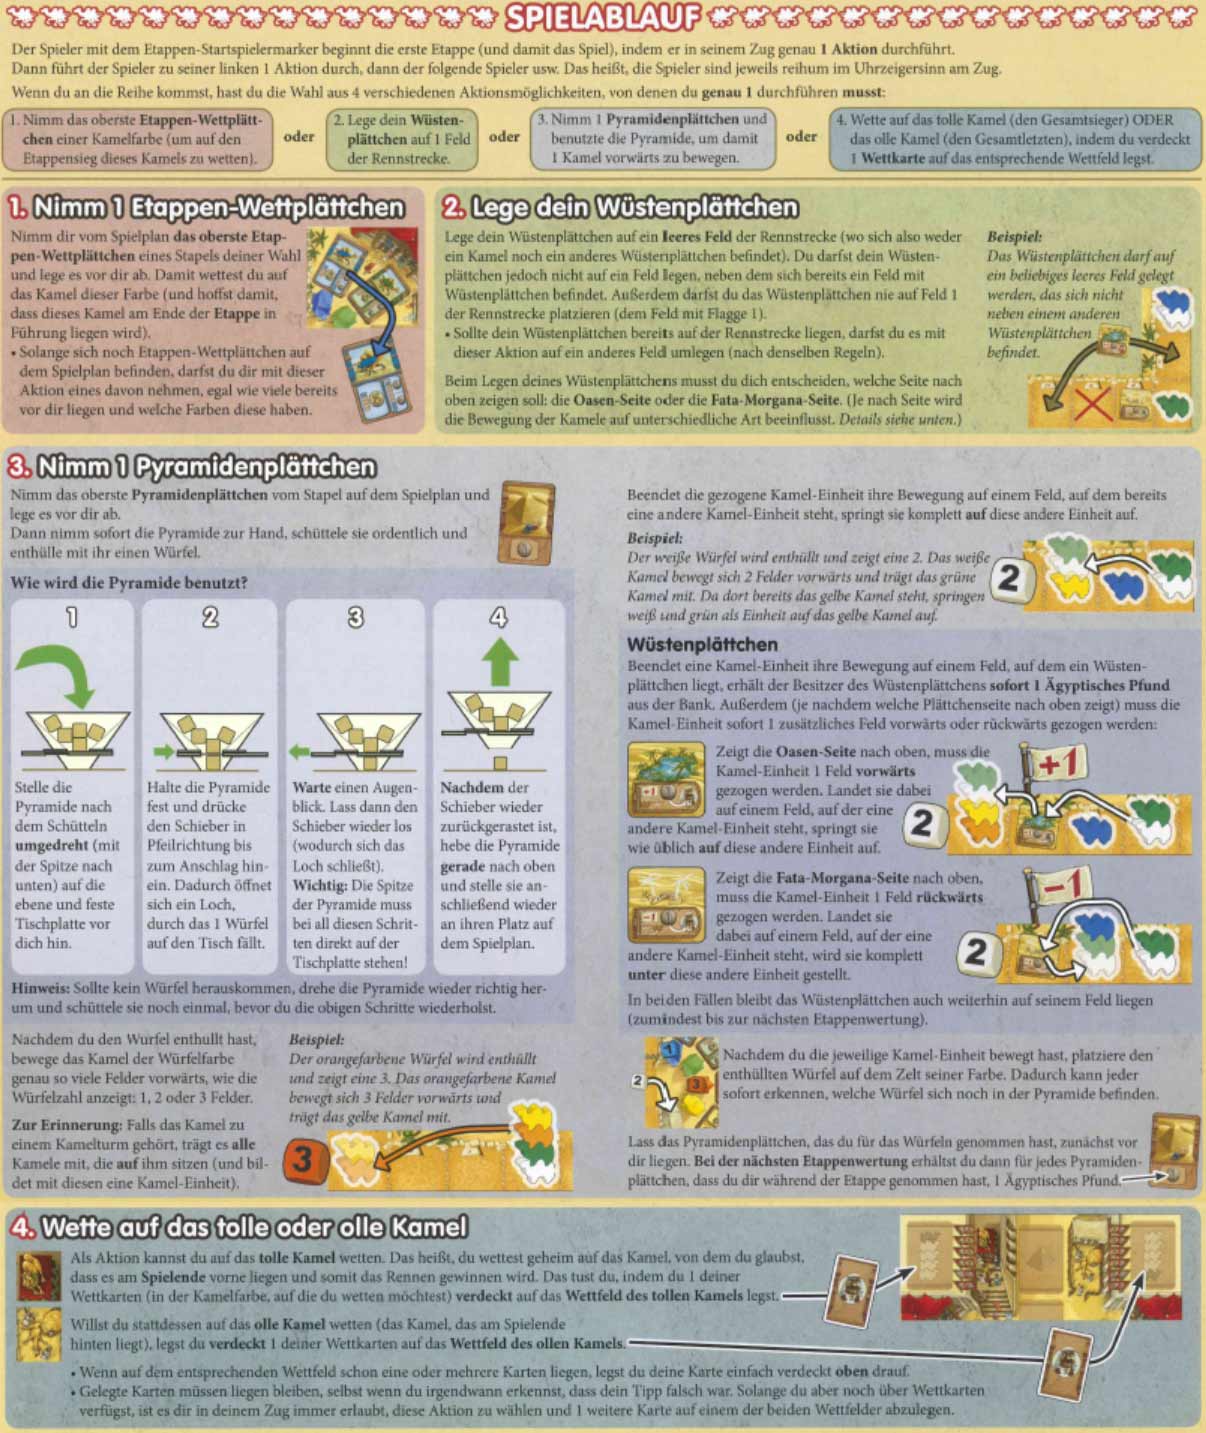 SPIELABLAUF
Der Spieler mit dem Etappen-Startspielermarker beginnt die erste Etappe (und damit das Spiel), indem er in seinem Zug genau 1 Aktion durchführt.
Dann führt der Spieler zu seiner linken 1 Aktion durch, dann der folgende Spieler usw. Das heißt, die Spieler sind jeweils reihum im Uhrzeigersinn am Zug.
Wenn du an die Reihe kommst, hast du die Wahl aus 4 verschiedenen Aktionsmöglichkeiten, von denen du genau 1 durchführen musst:
1. Nimm das oberste Etappen-Wettplätt-
chen einer Kamelfarbe (um auf den
Etappensieg dieses Kamels zu wetten).
oder
2. Lege dein Wüsten-
plättchen auf 1 Feld
der Rennstrecke.
oder
3. Nimm 1 Pyramidenplättchen und
benutzte die Pyramide, um damit
1 Kamel vorwärts zu bewegen.
oder
4. Wette auf das tolle Kamel (den Gesamtsieger) ODER
das olle Kamel (den Gesamtletzten), indem du verdeckt
1 Wettkarte auf das entsprechende Wettfeld legst.
1. Nimm 1 Etappen-Wettplättchen
Nimm dir vom Spielplan das oberste Etap-
pen-Wettplättchen eines Stapels deiner Wahl
und lege es vor dir ab. Damit wettest du auf
das Kamel dieser Farbe (und hoffst damit,
dass dieses Kamel am Ende der Etappe in
Führung liegen wird).
• Solange sich noch Etappen-Wettplättchen auf
dem Spielplan befinden, darfst du dir mit dieser
Aktion eines davon nehmen, egal wie viele bereits
vor dir liegen und welche Farben diese haben.
2. Lege dein Wüstenplättchen
Lege dein Wüstenplättchen auf ein leeres Feld der Rennstrecke (wo sich also weder
ein Kamel noch ein anderes Wüstenplättchen befindet). Du darfst dein Wüsten-
plättchen jedoch nicht auf ein Feld legen, neben dem sich bereits ein Feld mit
Wüstenplättchen befindet. Außerdem darfst du das Wüstenplättchen nie auf Feld 1
der Rennstrecke platzieren (dem Feld mit Flagge 1).
• Sollte dein Wüstenplättchen bereits auf der Rennstrecke liegen, darfst du es mit
dieser Aktion auf ein anderes Feld umlegen (nach denselben Regeln).
Beim Legen deines Wüstenplättchens musst du dich entscheiden, welche Seite nach
oben zeigen soll: die Oasen-Seite oder die Fata-Morgana-Seite. (Je nach Seite wird
die Bewegung der Kamele auf unterschiedliche Art beeinflusst. Details siehe unten.)
Beispiel:
Das Wüstenplättchen darf auf
ein beliebiges leeres Feld gelegt
werden, das sich nicht
neben einem anderen
Wüstenplättchen
befindet.
3. Nimm 1 Pyramidenplättchen
Nimm das oberste Pyramidenplättchen vom Stapel auf dem Spielplan und
lege es vor dir ab.
Dann nimm sofort die Pyramide zur Hand, schüttele sie ordentlich und
enthülle mit ihr einen Würfel.
Wie wird die Pyramide benutzt?
1
Stelle die
Pyramide nach
dem Schütteln
umgedreht (mit
der Spitze nach
unten) auf die
ebene und feste
Tischplatte vor
dich hin.
2
Halte die Pyramide
fest und drücke
den Schieber in
Pfeilrichtung bis
zum Anschlag hin-
ein. Dadurch öffnet
sich ein Loch,
durch das 1 Würfel
auf den Tisch fällt.
3
Warte einen Augen-
blick. Lass dann den
Schieber wieder los
(wodurch sich das
Loch schließt).
Wichtig: Die Spitze
der Pyramide muss
bei all diesen Schrit-
ten direkt auf der
Tischplatte stehen!
4
Nachdem der
Schieber wieder
zurückgerastet ist,
hebe die Pyramide
gerade nach oben
und stelle sie an-
schließend wieder
an ihren Platz auf
dem Spielplan.
Hinweis: Sollte kein Würfel herauskommen, drehe die Pyramide wieder richtig her-
um und schüttele sie noch einmal, bevor du die obigen Schritte wiederholst.
Nachdem du den Würfel enthüllt hast,
bewege das Kamel der Würfelfarbe
genau so viele Felder vorwärts, wie die
Würfelzahl anzeigt: 1, 2 oder 3 Felder.
Zur Erinnerung: Falls das Kamel zu
einem Kamelturm gehört, trägt es alle
Kamele mit, die auf ihm sitzen (und bil-
det mit diesen eine Kamel-Einheit).
Beispiel:
Der orangefarbene Würfel wird enthüllt
und zeigt eine 3. Das orangefarbene Kamel
bewegt sich 3 Felder vorwärts und
trägt das gelbe Kamel mit.
3
Beendet die gezogene Kamel-Einheit ihre Bewegung auf einem Feld, auf dem bereits
eine andere Kamel-Einheit steht, springt sie komplett auf diese andere Einheit auf.
Beispiel:
Der weiße Würfel wird enthüllt und zeigt eine 2. Das weiße
Kamel bewegt sich 2 Felder vorwärts und trägt das grüne
Kamel mit. Da dort bereits das gelbe Kamel steht, springen
weiß und grün als Einheit auf das gelbe Kamel auf.
2
Wüstenplättchen
Beendet eine Kamel-Einheit ihre Bewegung auf einem Feld, auf dem ein Wüsten-
plättchen liegt, erhält der Besitzer des Wüstenplättchens sofort 1 Ägyptisches Pfund
aus der Bank. Außerdem (je nachdem welche Plättchenseite nach oben zeigt) muss die
Kamel-Einheit sofort 1 zusätzliches Feld vorwärts oder rückwärts gezogen werden:
+1
Zeigt die Oasen-Seite nach oben, muss die
Kamel-Einheit 1 Feld vorwärts
gezogen werden. Landet sie dabei
auf einem Feld, auf der eine
andere Kamel-Einheit steht, springt sie
wie üblich auf diese andere Einheit auf.
2
+1
-1
Zeigt die Fata-Morgana-Seite nach oben,
muss die Kamel-Einheit 1 Feld rückwärts
gezogen werden. Landet sie
dabei auf einem Feld, auf der eine
andere Kamel-Einheit steht, wird sie komplett
unter diese andere Einheit gestellt.
2
-1
In beiden Fällen bleibt das Wüstenplättchen auch weiterhin auf seinem Feld liegen
(zumindest bis zur nächsten Etappenwertung).
1
2
3
Nachdem du die jeweilige Kamel-Einheit bewegt hast, platziere den
enthüllten Würfel auf dem Zelt seiner Farbe. Dadurch kann jeder
sofort erkennen, welche Würfel sich noch in der Pyramide befinden.
Lass das Pyramidenplättchen, das du für das Würfeln genommen hast, zunächst vor
dir liegen. Bei der nächsten Etappenwertung erhältst du dann für jedes Pyramiden-
plättchen, dass du dir während der Etappe genommen hast, 1 Ägyptisches Pfund.
4. Wette auf das tolle oder olle Kamel
Als Aktion kannst du auf das tolle Kamel wetten. Das heißt, du wettest geheim auf das Kamel, von dem du glaubst,
dass es am Spielende vorne liegen und somit das Rennen gewinnen wird. Das tust du, indem du 1 deiner
Wettkarten (in der Kamelfarbe, auf die du wetten möchtest) verdeckt auf das Wettfeld des tollen Kamels legst.
Willst du stattdessen auf das olle Kamel wetten (das Kamel, das am Spielende
hinten liegt), legst du verdeckt 1 deiner Wettkarten auf das Wettfeld des ollen Kamels.
• Wenn auf dem entsprechenden Wettfeld schon eine oder mehrere Karten liegen, legst du deine Karte einfach verdeckt oben drauf.
• Gelegte Karten müssen liegen bleiben, selbst wenn du irgendwann erkennst, dass dein Tipp falsch war. Solange du aber noch über Wettkarten
verfügst, ist es dir in deinem Zug immer erlaubt, diese Aktion zu wählen und 1 weitere Karte auf einem der beiden Wettfelder abzulegen.